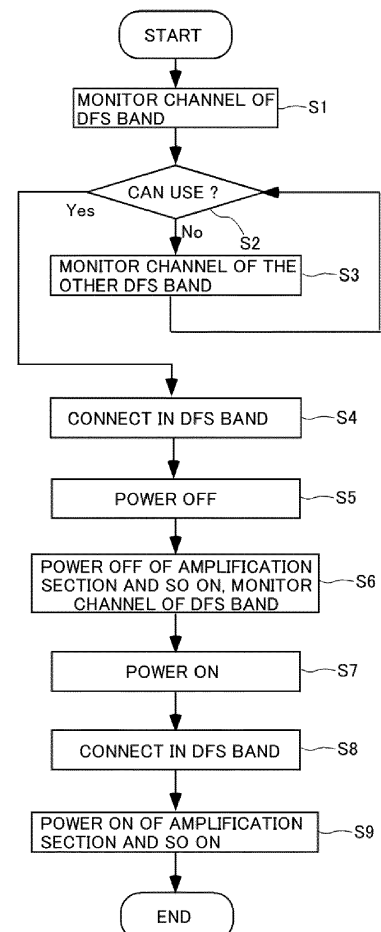 START
MONITOR CHANNEL OF
DFS BAND
S1
CAN USE ?
Yes
No
S2
MONITOR CHANNEL OF THE
OTHER DFS BAND
S3
CONNECT IN DFS BAND
S4
POWER OFF
S5
POWER OFF OF AMPLIFICATION
SECTION AND SO ON, MONITOR
CHANNEL OF DFS BAND
S6
POWER ON
S7
CONNECT IN DFS BAND
S8
POWER ON OF AMPLIFICATION
SECTION AND SO ON
S9
END